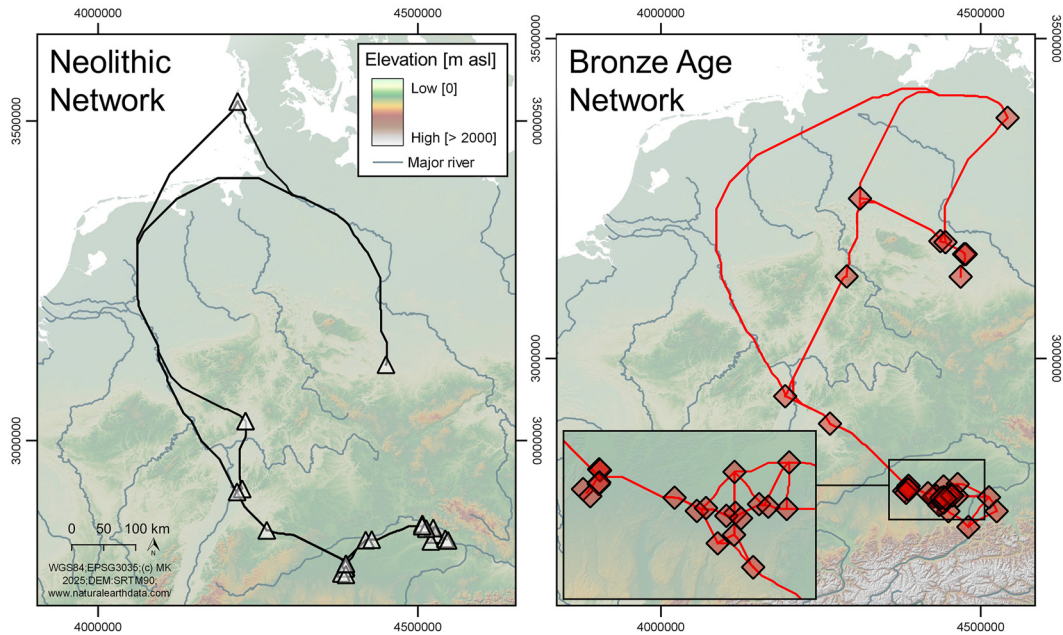 4000000
4500000
4000000
4500000
Neolithic
Network
Elevation [m asl]
Low [0]
High [> 2000]
Major river
Bronze Age
Network
3500000
3500000
3500000
3000000
3000000
3000000
0 50 100 km
N
WGS84;EPSG3035;(c) MK
2025;DEM:SRTM90;
www.naturalearthdata.com/
4000000
4500000
4000000
4500000